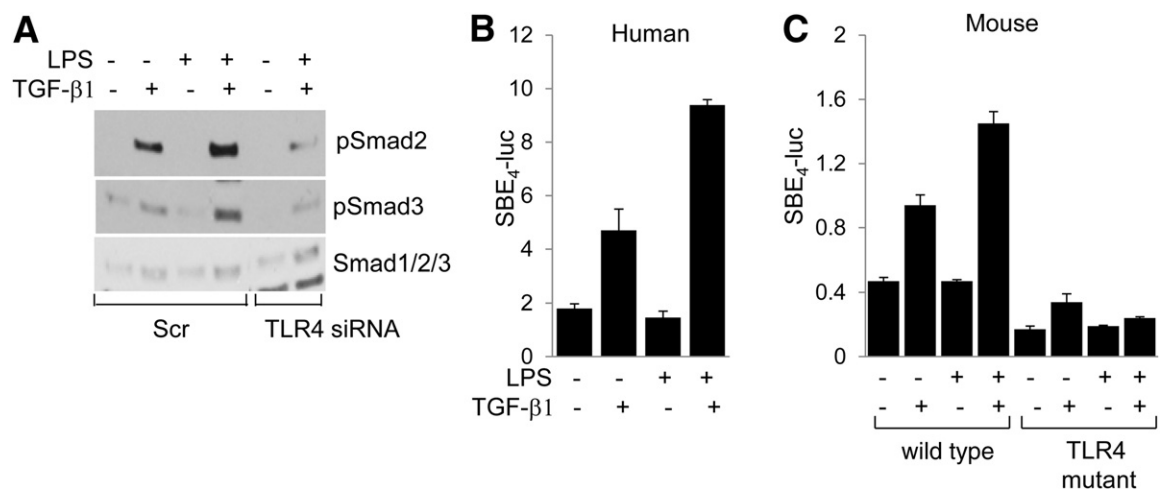 A
LPS - - + + - +
TGF-β1 - + - + - +
pSmad2
pSmad3
Smad1/2/3
Scr TLR4 siRNA
B
Human
12
10
8
6
4
2
0
SBE4-luc
LPS - - + +
TGF-β1 - + - +
C
Mouse
2
1.6
1.2
0.8
0.4
0
SBE4-luc
- - + + - - + +
- + - + - + - +
wild type TLR4
mutant